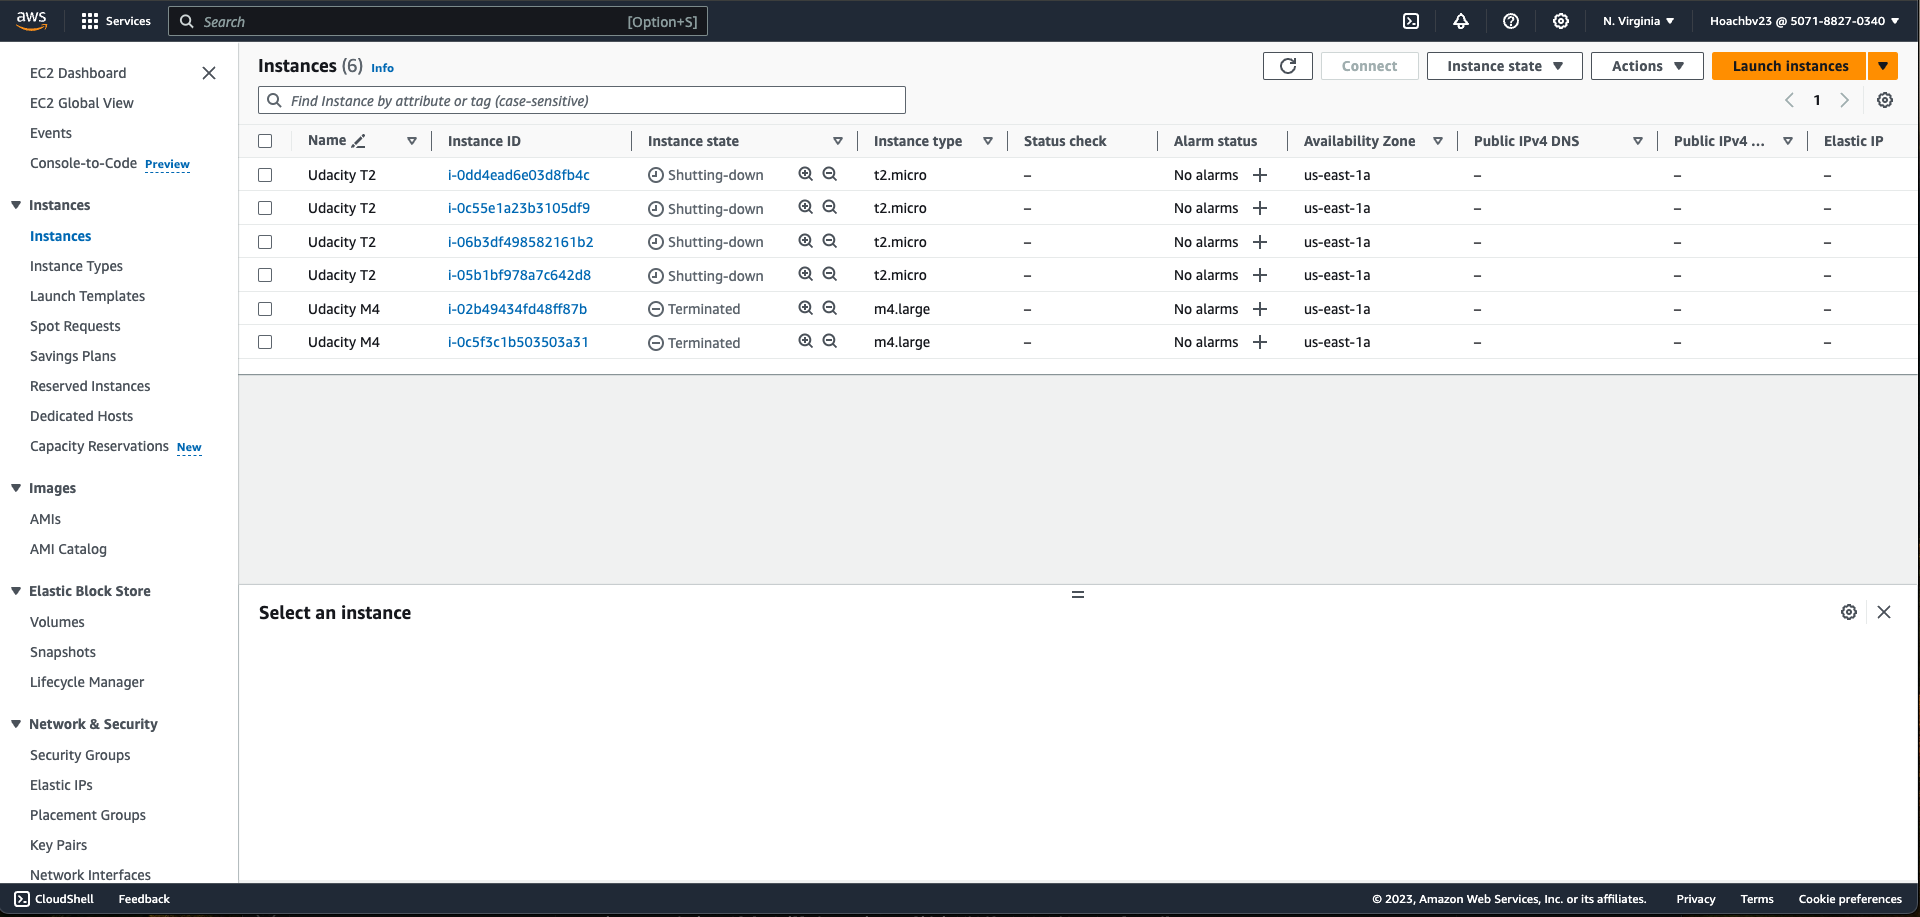 aws Services Search [Option+S] N. Virginia ▼ Hoachbv23 @ 5071-8827-0340 ▼
EC2 Dashboard
EC2 Global View
Events
Console-to-Code Preview
▼ Instances
Instances
Instance Types
Launch Templates
Spot Requests
Savings Plans
Reserved Instances
Dedicated Hosts
Capacity Reservations New
▼ Images
AMIs
AMI Catalog
▼ Elastic Block Store
Volumes
Snapshots
Lifecycle Manager
▼ Network & Security
Security Groups
Elastic IPs
Placement Groups
Key Pairs
Network Interfaces
Instances (6) Info Connect Instance state ▼ Actions ▼ Launch instances ▼
Find Instance by attribute or tag (case-sensitive) 1
Name Instance ID Instance state Instance type Status check Alarm status Availability Zone Public IPv4 DNS Public IPv4 ... Elastic IP
Udacity T2 i-0dd4ead6e03d8fb4c Shutting-down t2.micro – No alarms + us-east-1a – – –
Udacity T2 i-0c55e1a23b3105df9 Shutting-down t2.micro – No alarms + us-east-1a – – –
Udacity T2 i-06b3df498582161b2 Shutting-down t2.micro – No alarms + us-east-1a – – –
Udacity T2 i-05b1bf978a7c642d8 Shutting-down t2.micro – No alarms + us-east-1a – – –
Udacity M4 i-02b49434fd48ff87b Terminated m4.large – No alarms + us-east-1a – – –
Udacity M4 i-0c5f3c1b503503a31 Terminated m4.large – No alarms + us-east-1a – – –
Select an instance
CloudShell Feedback © 2023, Amazon Web Services, Inc. or its affiliates. Privacy Terms Cookie preferences